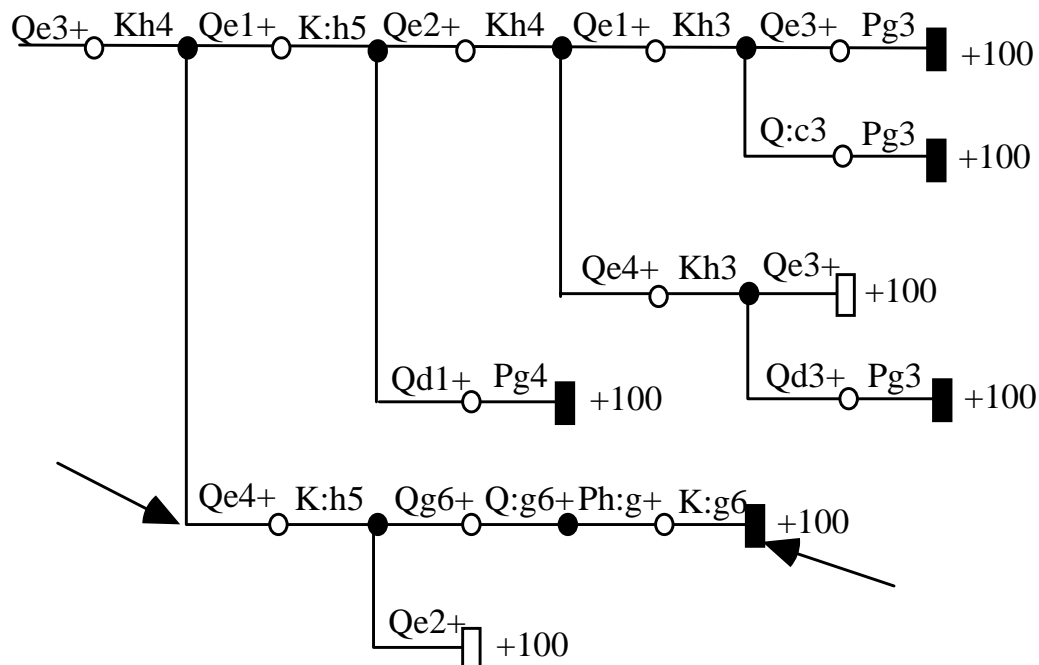 Qe3+ Kh4 Qe1+ K:h5 Qe2+ Kh4 Qe1+ Kh3 Qe3+ Pg3 +100
Q:c3 Pg3 +100
Qe4+ Kh3 Qe3+ +100
Qd1+ Pg4 +100 Qd3+ Pg3 +100
Qe4+ K:h5 Qg6+ Q:g6+ Ph:g+ K:g6 +100
Qe2+ +100